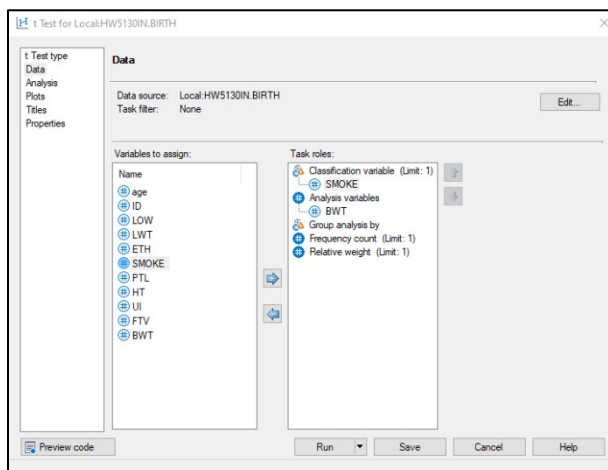 t Test for Local:HW5130IN.BIRTH
t Test type
Data
Analysis
Plots
Titles
Properties
Data
Data source: Local:HW5130IN.BIRTH
Task filter: None
Edit...
Variables to assign:
Name
age
ID
LOW
LWT
ETH
SMOKE
PTL
HT
UI
FTV
BWT
Task roles:
Classification variable (Limit: 1)
SMOKE
Analysis variables
BWT
Group analysis by
Frequency count (Limit: 1)
Relative weight (Limit: 1)
Preview code
Run
Save
Cancel
Help